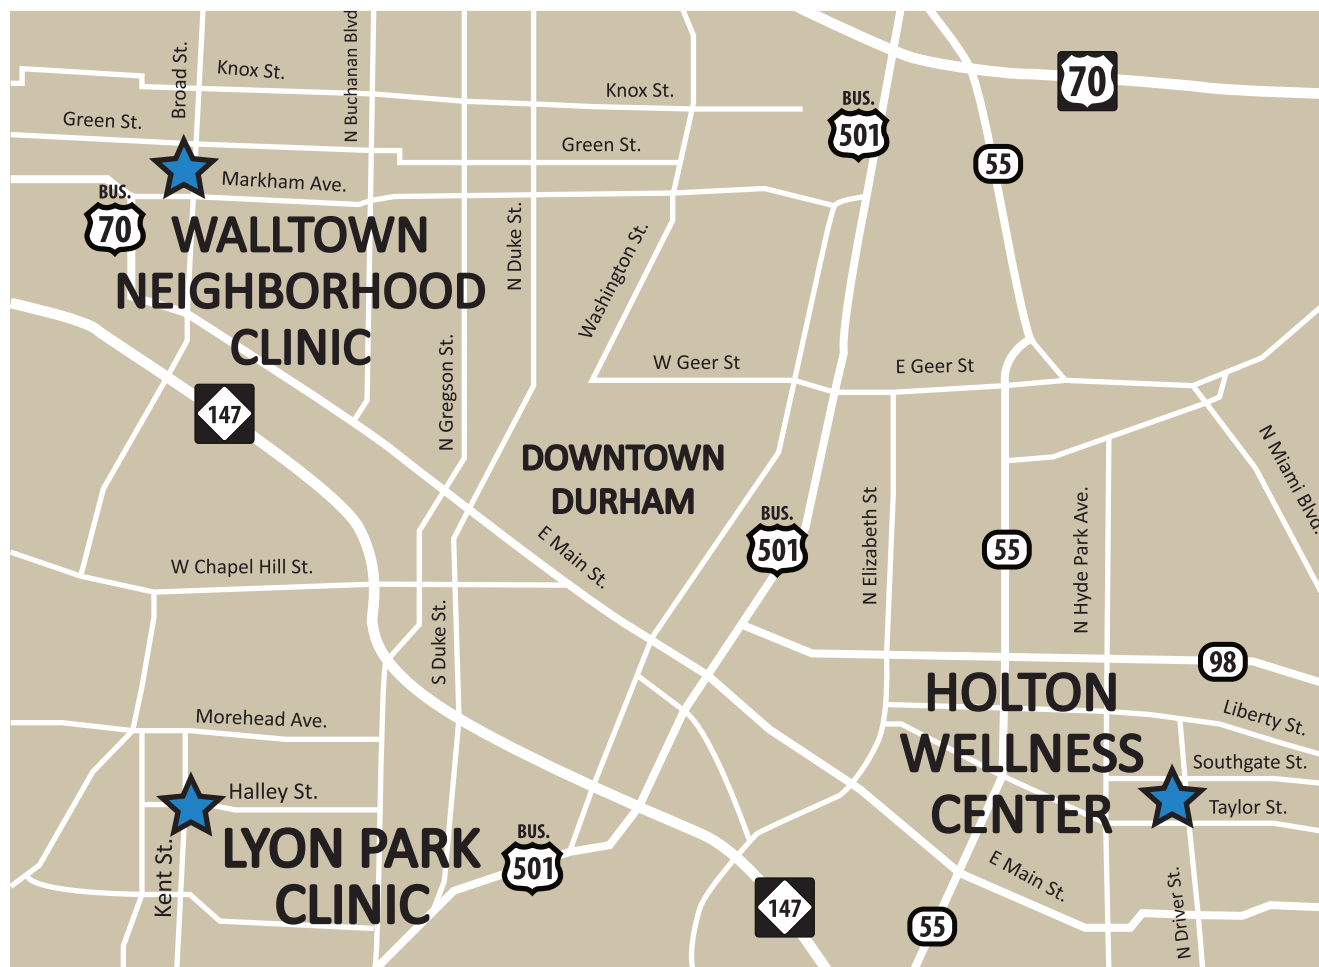 Broad St.
Knox St.
N Buchanan Blvd
Knox St.
70
BUS.
501
Green St.
Green St.
55
Markham Ave.
BUS.
70
WALLTOWN
NEIGHBORHOOD
CLINIC
N Duke St.
Washington St.
W Geer St
E Geer St
N Gregson St.
147
DOWNTOWN
DURHAM
N Miami Blvd.
BUS.
501
N Elizabeth St
55
N Hyde Park Ave.
E Main St.
W Chapel Hill St.
S Duke St.
98
HOLTON
WELLNESS
CENTER
Liberty St.
Morehead Ave.
Southgate St.
Halley St.
Taylor St.
LYON PARK
CLINIC
Kent St.
BUS.
501
E Main St.
147
55
N Driver St.